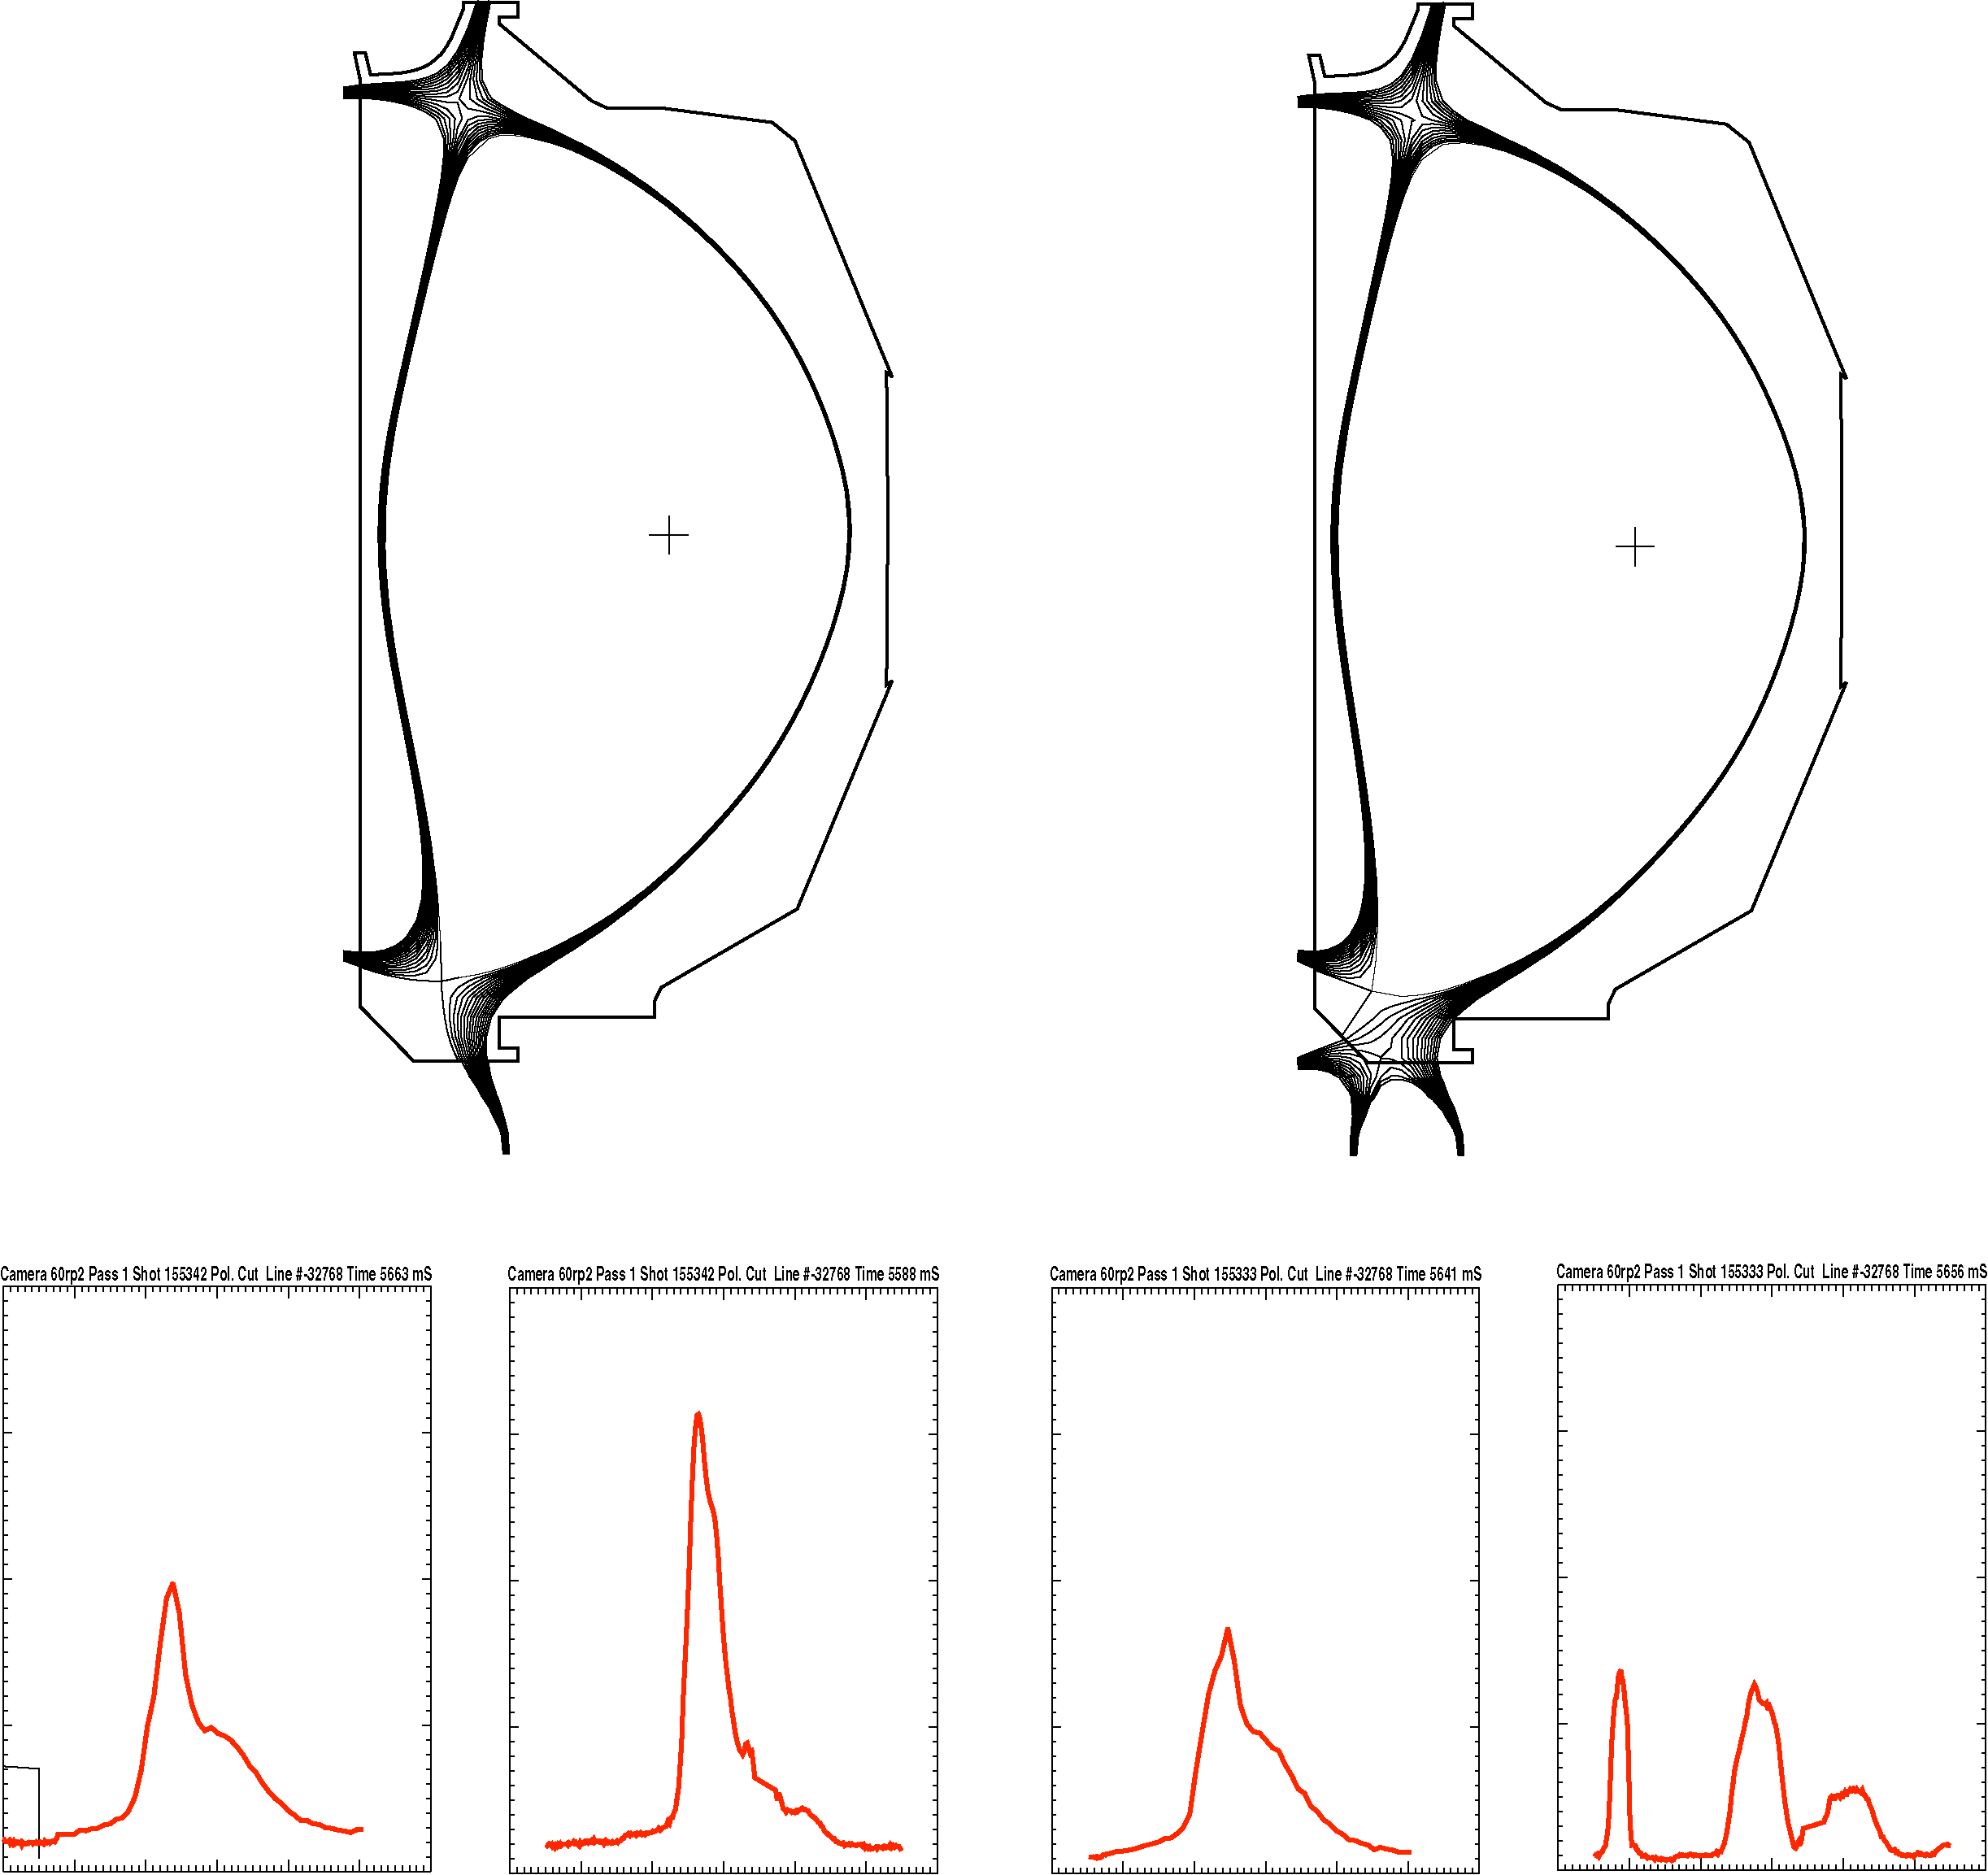 Camera 60rp2 Pass 1 Shot 155342 Pol. Cut Line #-32768 Time 5663 mS
Camera 60rp2 Pass 1 Shot 155342 Pol. Cut Line #-32768 Time 5588 mS
Camera 60rp2 Pass 1 Shot 155333 Pol. Cut Line #-32768 Time 5641 mS
Camera 60rp2 Pass 1 Shot 155333 Pol. Cut Line #-32768 Time 5656 mS